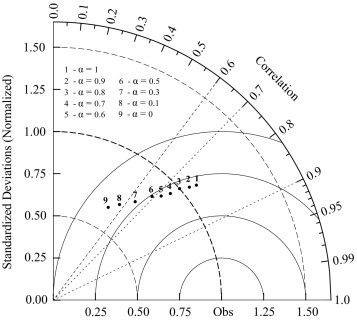 0.0 0.1 0.2 0.3 0.4 0.5 0.6 0.7 0.8 0.9 0.95 0.99 1.0
Correlation
Standardized Deviations (Normalized)
1.50
1.25
1.00
0.75
0.50
0.25
0.00
1 - α = 1
2 - α = 0.9 6 - α = 0.5
3 - α = 0.8 7 - α = 0.3
4 - α = 0.7 8 - α = 0.1
5 - α = 0.6 9 - α = 0
9 8 7 6 5 4 3 2 1
0.25 0.50 0.75 Obs 1.25 1.50